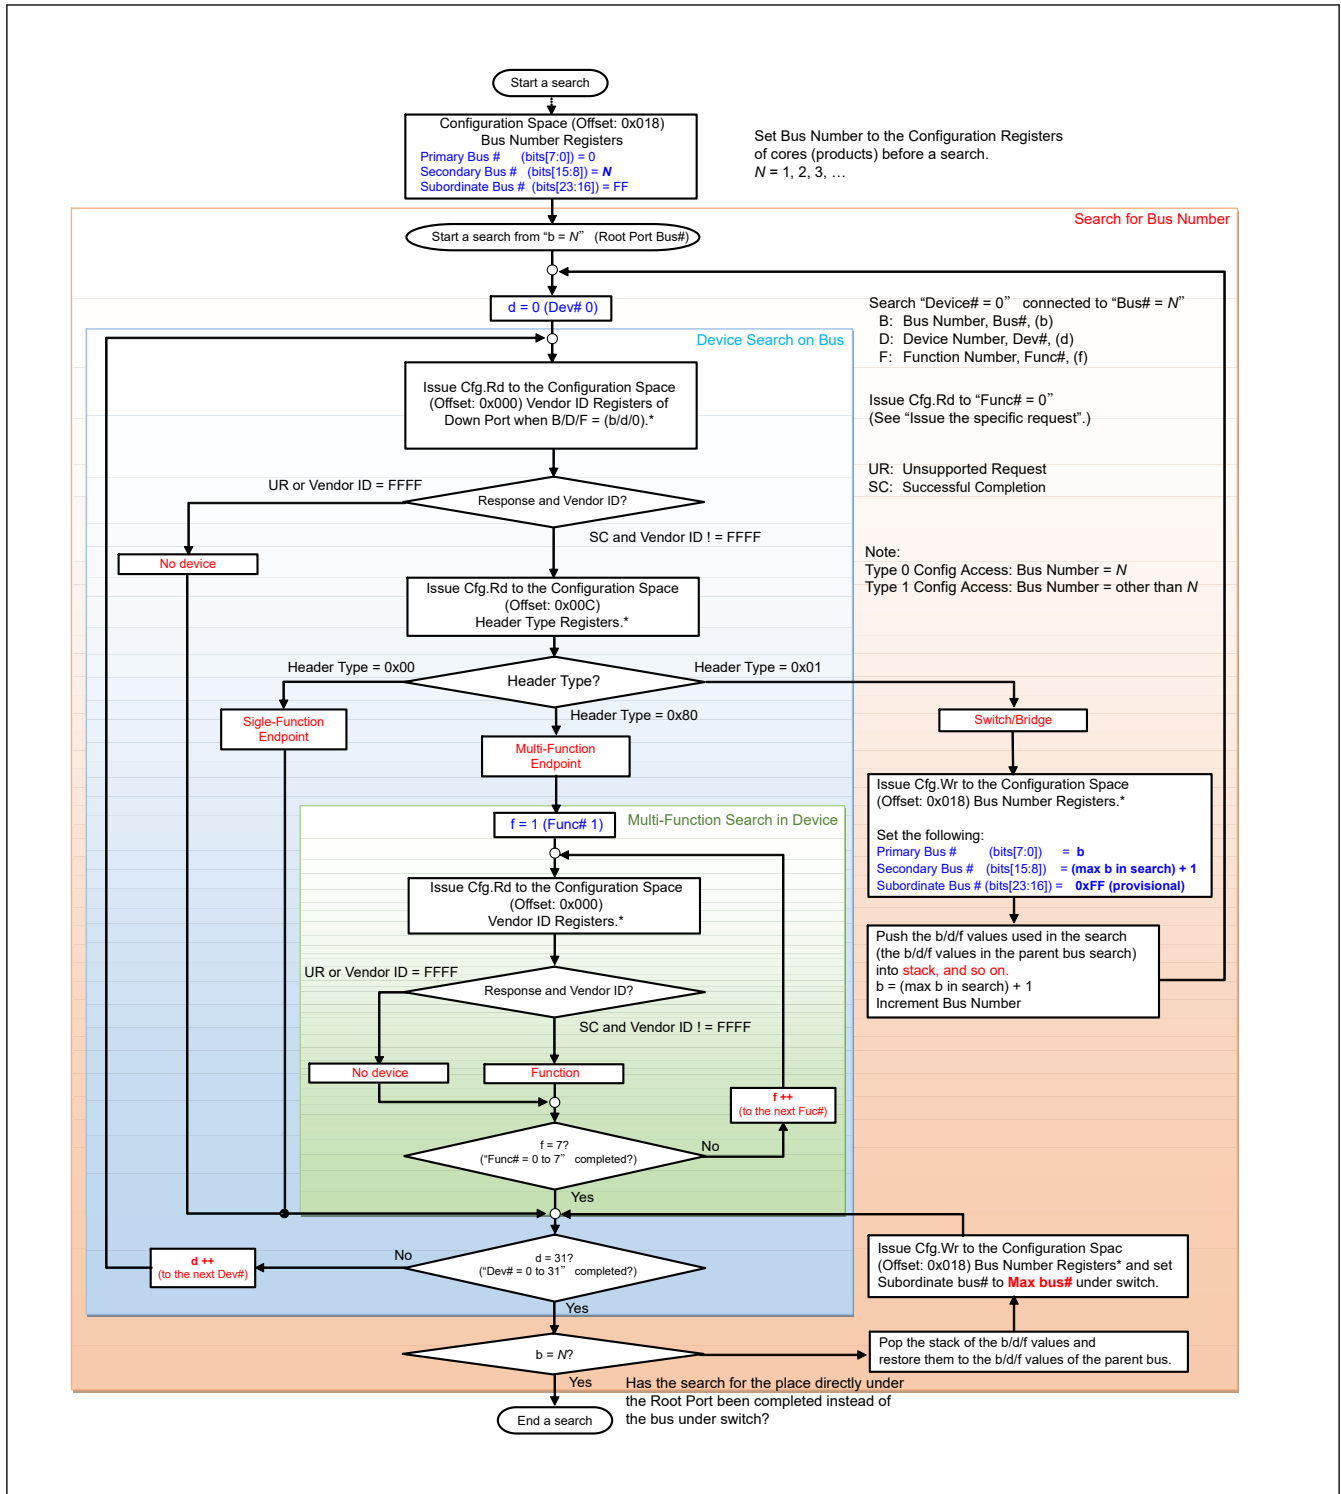 Start a search
Configuration Space (Offset: 0x018)
Bus Number Registers
Primary Bus # (bits[7:0]) = 0
Secondary Bus # (bits[15:8]) = N
Subordinate Bus # (bits[23:16]) = FF
Set Bus Number to the Configuration Registers
of cores (products) before a search.
N = 1, 2, 3, …
Search for Bus Number
Start a search from “b = N” (Root Port Bus#)
d = 0 (Dev# 0)
Search “Device# = 0” connected to “Bus# = N”
B: Bus Number, Bus#, (b)
D: Device Number, Dev#, (d)
F: Function Number, Func#, (f)
Device Search on Bus
Issue Cfg.Rd to the Configuration Space
(Offset: 0x000) Vendor ID Registers of
Down Port when B/D/F = (b/d/0).*
Issue Cfg.Rd to “Func# = 0”
(See “Issue the specific request”.)
UR: Unsupported Request
SC: Successful Completion
UR or Vendor ID = FFFF
Response and Vendor ID?
SC and Vendor ID ! = FFFF
No device
Note:
Type 0 Config Access: Bus Number = N
Type 1 Config Access: Bus Number = other than N
Issue Cfg.Rd to the Configuration Space
(Offset: 0x00C)
Header Type Registers.*
Header Type = 0x00
Header Type?
Header Type = 0x01
Header Type = 0x80
Sigle-Function
Endpoint
Multi-Function
Endpoint
Switch/Bridge
Issue Cfg.Wr to the Configuration Space
(Offset: 0x018) Bus Number Registers.*
Set the following:
Primary Bus # (bits[7:0]) = b
Secondary Bus # (bits[15:8]) = (max b in search) + 1
Subordinate Bus # (bits[23:16]) = 0xFF (provisional)
f = 1 (Func# 1)
Multi-Function Search in Device
Issue Cfg.Rd to the Configuration Space
(Offset: 0x000)
Vendor ID Registers.*
Push the b/d/f values used in the search
(the b/d/f values in the parent bus search)
into stack, and so on.
b = (max b in search) + 1
Increment Bus Number
UR or Vendor ID = FFFF
Response and Vendor ID?
SC and Vendor ID ! = FFFF
No device
Function
f ++
(to the next Fuc#)
f = 7?
(“Func# = 0 to 7” completed?)
No
Yes
d ++
(to the next Dev#)
No
d = 31?
(“Dev# = 0 to 31” completed?)
Yes
Issue Cfg.Wr to the Configuration Spac
(Offset: 0x018) Bus Number Registers* and set
Subordinate bus# to Max bus# under switch.
b = N?
Pop the stack of the b/d/f values and
restore them to the b/d/f values of the parent bus.
Yes
Has the search for the place directly under
the Root Port been completed instead of
the bus under switch?
End a search